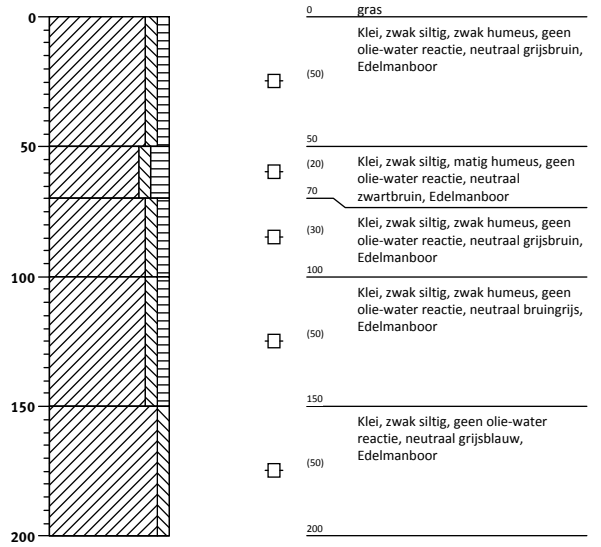 0
0
gras
Klei, zwak siltig, zwak humeus, geen
olie-water reactie, neutraal grijsbruin,
Edelmanboor
(50)
50
50
(20)
Klei, zwak siltig, matig humeus, geen
olie-water reactie, neutraal
zwartbruin, Edelmanboor
70
(30)
Klei, zwak siltig, zwak humeus, geen
olie-water reactie, neutraal grijsbruin,
Edelmanboor
100
100
Klei, zwak siltig, zwak humeus, geen
olie-water reactie, neutraal bruingrijs,
Edelmanboor
(50)
150
150
Klei, zwak siltig, geen olie-water
reactie, neutraal grijsblauw,
Edelmanboor
(50)
200
200